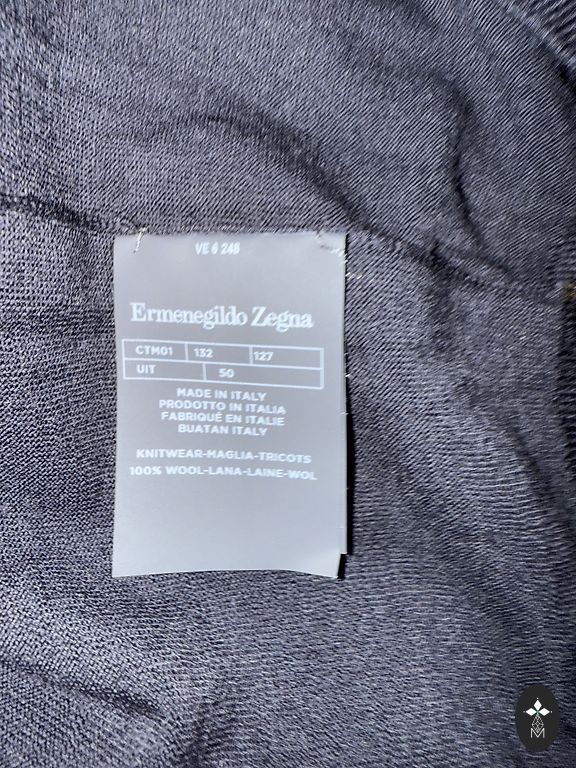 VE 6 248
Ermenegildo Zegna
CTM01 132 127
UIT 50
MADE IN ITALY
PRODOTTO IN ITALIA
FABRIQUÉ EN ITALIE
BUATAN ITALY
KNITWEAR-MAGLIA-TRICOTS
100% WOOL-LANA-LAINE-WOL
M